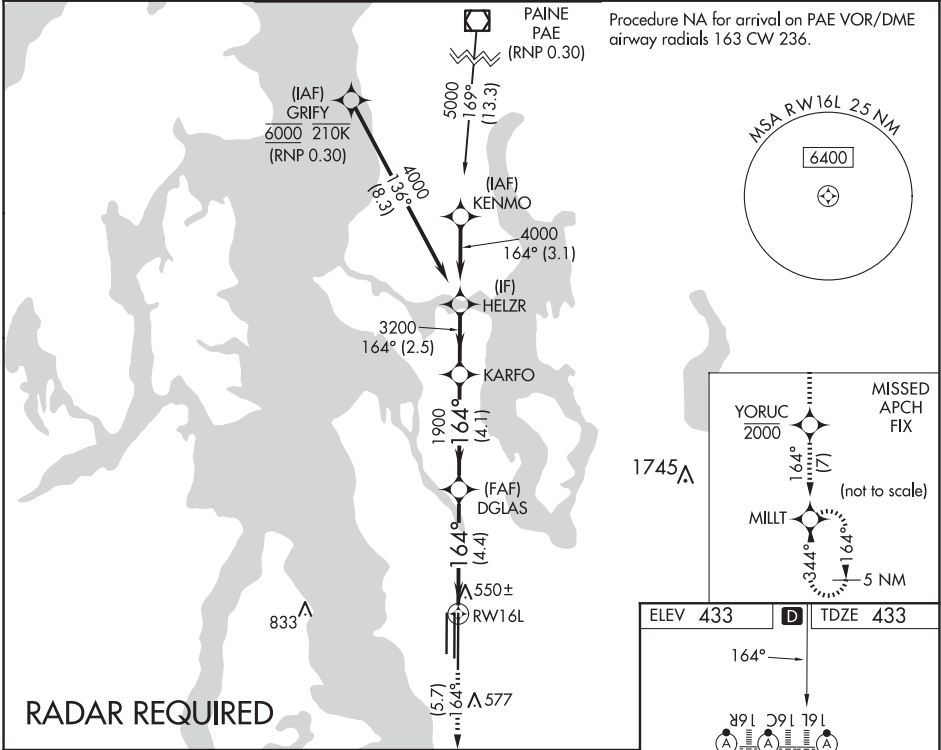 PAINE
PAE
(RNP 0.30)
Procedure NA for arrival on PAE VOR/DME
airway radials 163 CW 236.
(IAF)
GRIFY
6000 210K
(RNP 0.30)
5000
169°
(13.3)
MSA RW16L 25 NM
6400
4000
136°
(8.3)
(IAF)
KENMO
4000
164° (3.1)
(IF)
HELZR
3200
164° (2.5)
KARFO
1900
164°
(4.1)
MISSED
APCH
FIX
YORUC
2000
164°
(7)
1745
(not to scale)
(FAF)
DGLAS
MILLT
344°
164°
5 NM
164°
(4.4)
550±
RW16L
833
ELEV 433
D
TDZE 433
164°
(5.7)
164°
577
RADAR REQUIRED
16R
16C
16L
A
A
A